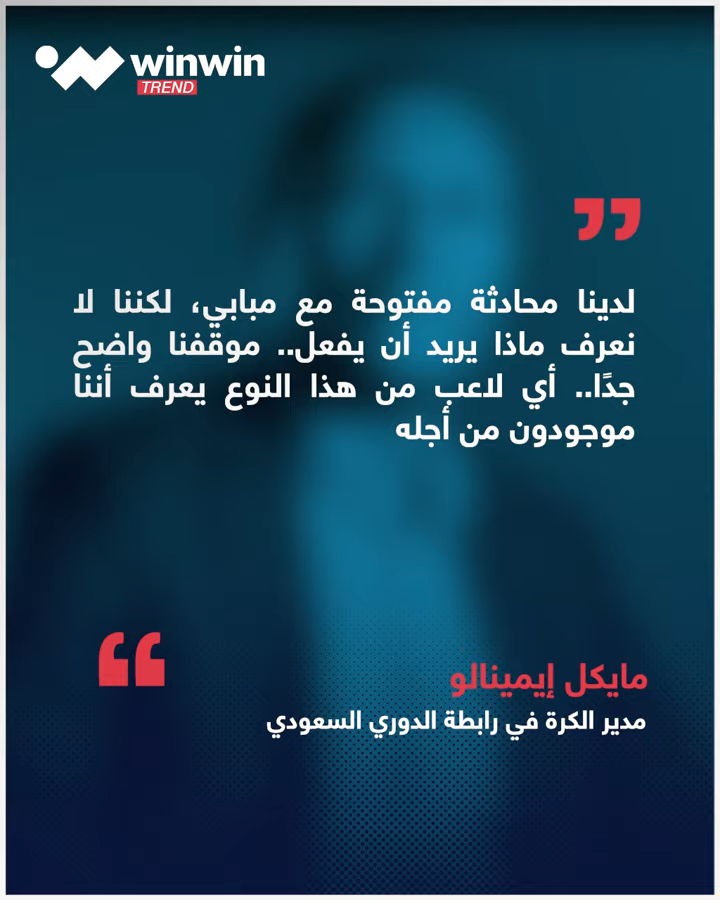 winwin
TREND
لدينا محادثة مفتوحة مع مبابي، لكننا لا
نعرف ماذا يريد أن يفعل.. موقفنا واضح
جدًا.. أي لاعب من هذا النوع يعرف أننا
موجودون من أجله
مايكل إيمينالو
مدير الكرة في رابطة الدوري السعودي